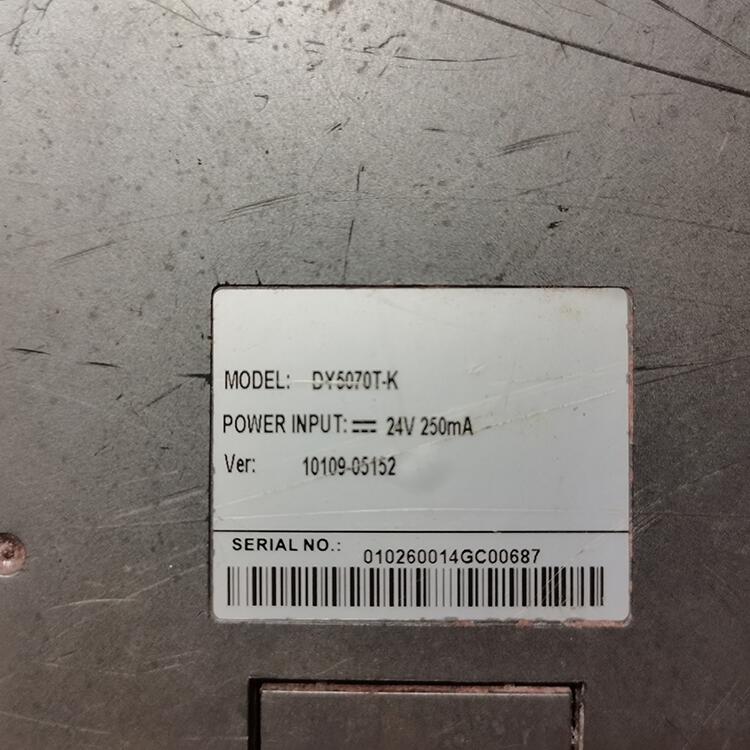 MODEL: DY5070T-K
POWER INPUT: 24V 250mA
Ver: 10109-05152
SERIAL NO.: 010260014GC00687